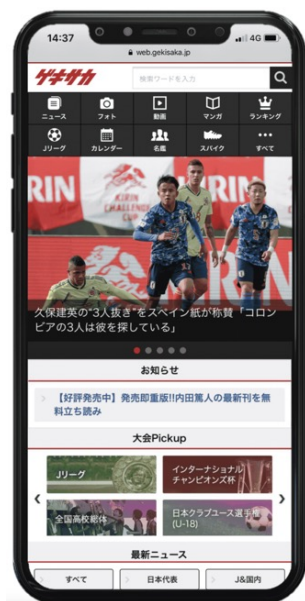 14:37
4G
web.gekisaka.jp
ゲキサカ
検索ワードを入力
ニュース
フォト
動画
マンガ
ランキング
Jリーグ
カレンダー
名鑑
スパイク
すべて
RIN
KIRIN
CHALLENGE
CUP
KIRIN
久保建英の“3人抜き”をスペイン紙が称賛「コロン
ビアの3人は彼を探している」
お知らせ
【好評発売中】発売即重版!!内田篤人の最新刊を無
料立ち読み
大会Pickup
Jリーグ
インターナショナル
チャンピオンズ杯
全国高校総体
日本クラブユース選手権
(U-18)
最新ニュース
すべて
日本代表
J&国内